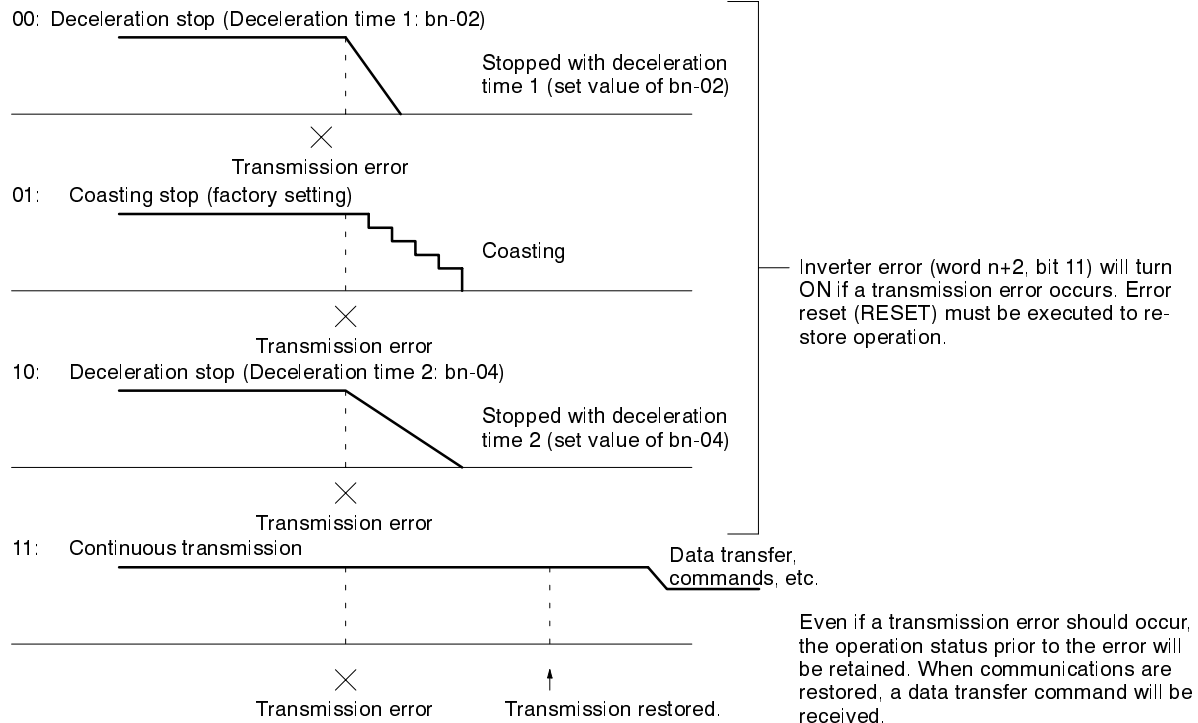 00: Deceleration stop (Deceleration time 1: bn-02)
Stopped with deceleration
time 1 (set value of bn-02)
Transmission error
01: Coasting stop (factory setting)
Coasting
Transmission error
Inverter error (word n+2, bit 11) will turn
ON if a transmission error occurs. Error
reset (RESET) must be executed to re-
store operation.
10: Deceleration stop (Deceleration time 2: bn-04)
Stopped with deceleration
time 2 (set value of bn-04)
Transmission error
11: Continuous transmission
Data transfer,
commands, etc.
Transmission error
Transmission restored.
Even if a transmission error should occur,
the operation status prior to the error will
be retained. When communications are
restored, a data transfer command will be
received.